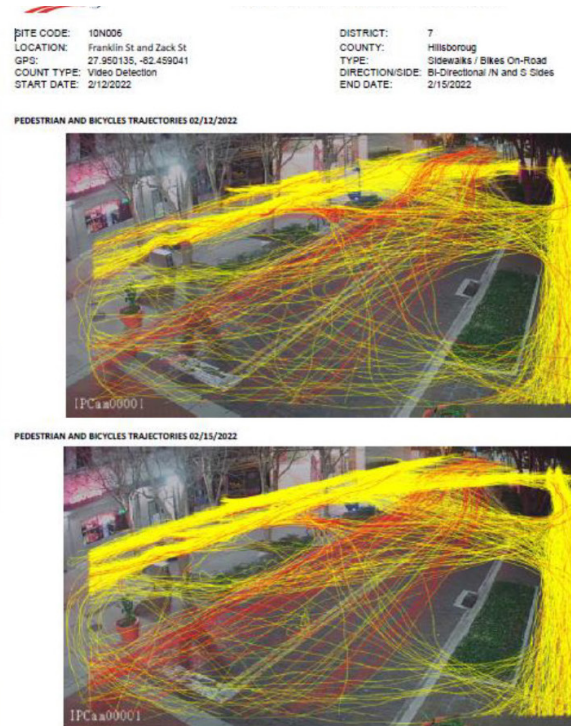 SITE CODE: 10N006
DISTRICT: 7
LOCATION: Franklin St and Zack St
COUNTY: Hillsboroug
GPS: 27.950135, -82.459041
TYPE: Sidewalks / Bikes On-Road
COUNT TYPE: Video Detection
DIRECTION/SIDE: Bi-Directional /N and S Sides
START DATE: 2/12/2022
END DATE: 2/15/2022
PEDESTRIAN AND BICYCLES TRAJECTORIES 02/12/2022
IPCam00001
PEDESTRIAN AND BICYCLES TRAJECTORIES 02/15/2022
IPCam00001